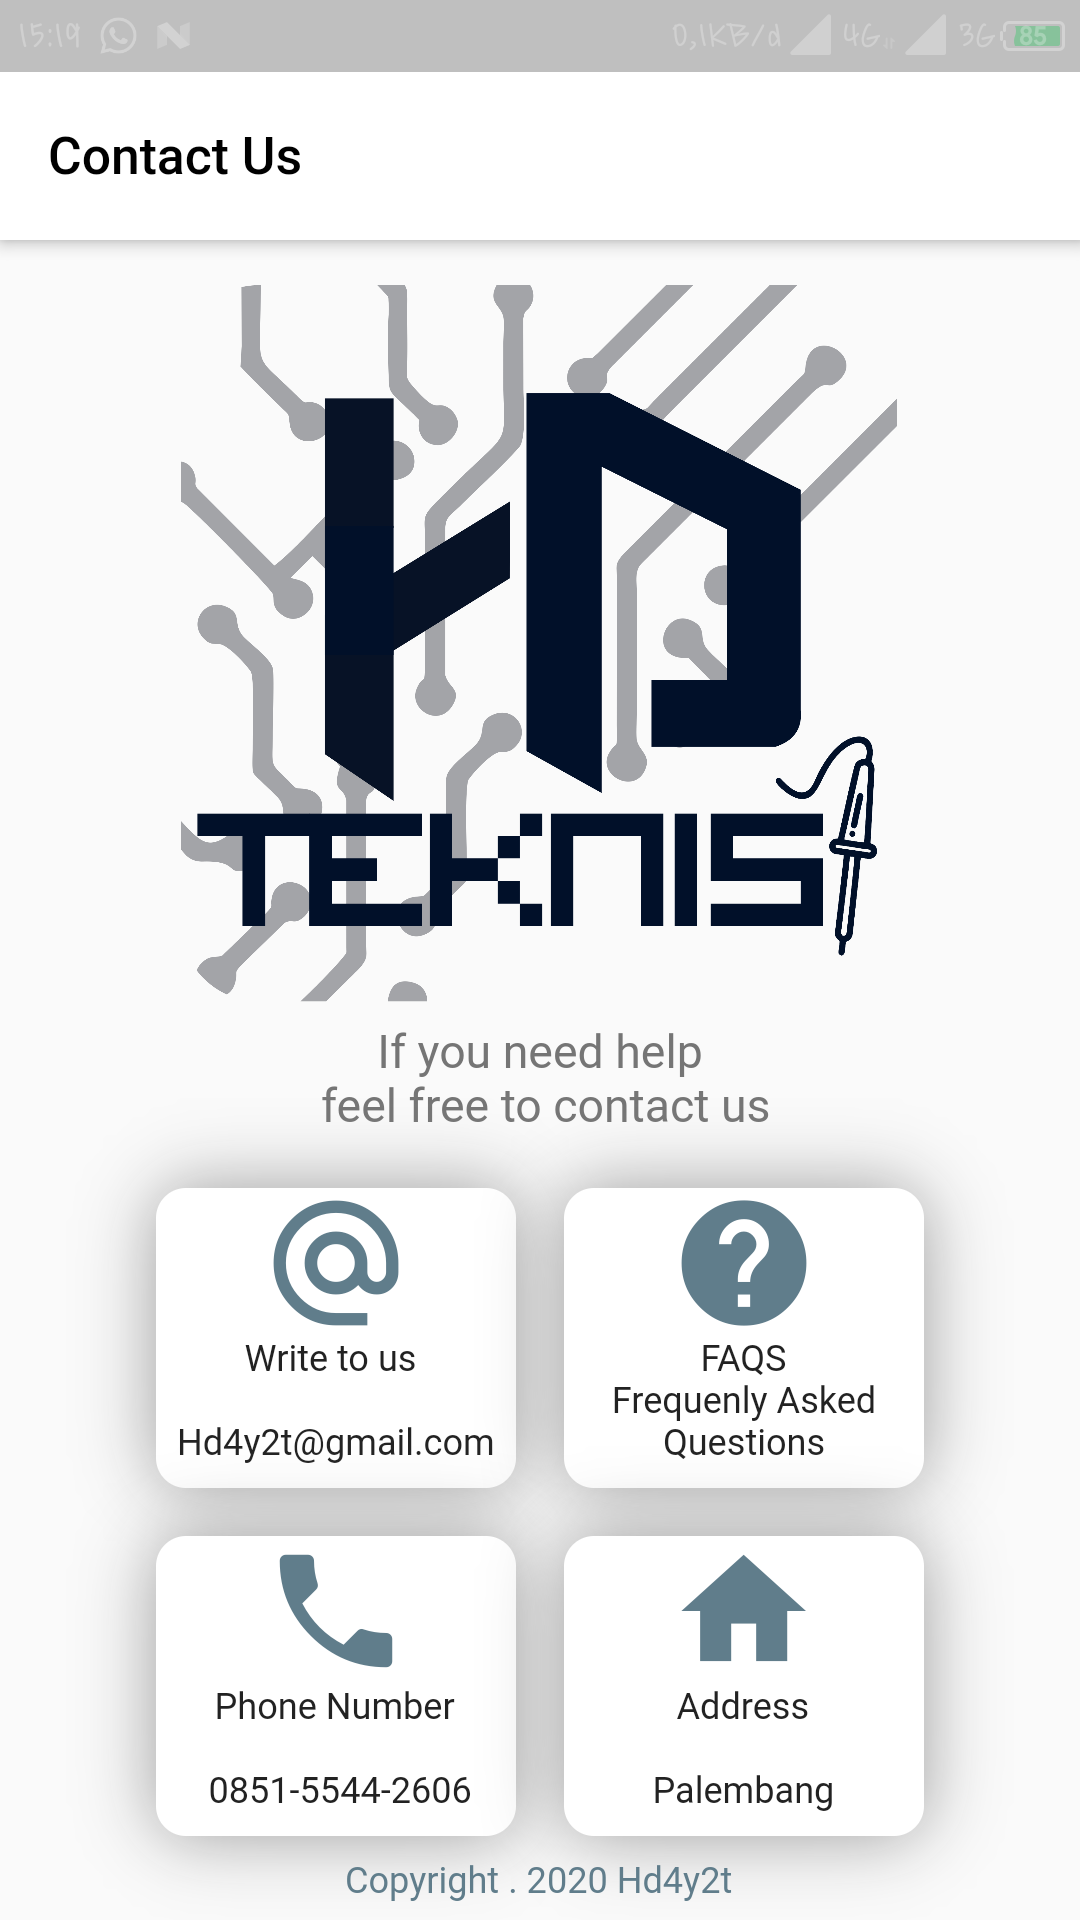 15:19 0,1KB/d 4G 3G 85
Contact Us
HD
TEKNISI
If you need help
feel free to contact us
Write to us
Hd4y2t@gmail.com
FAQS
Frequenly Asked
Questions
Phone Number
0851-5544-2606
Address
Palembang
Copyright . 2020 Hd4y2t